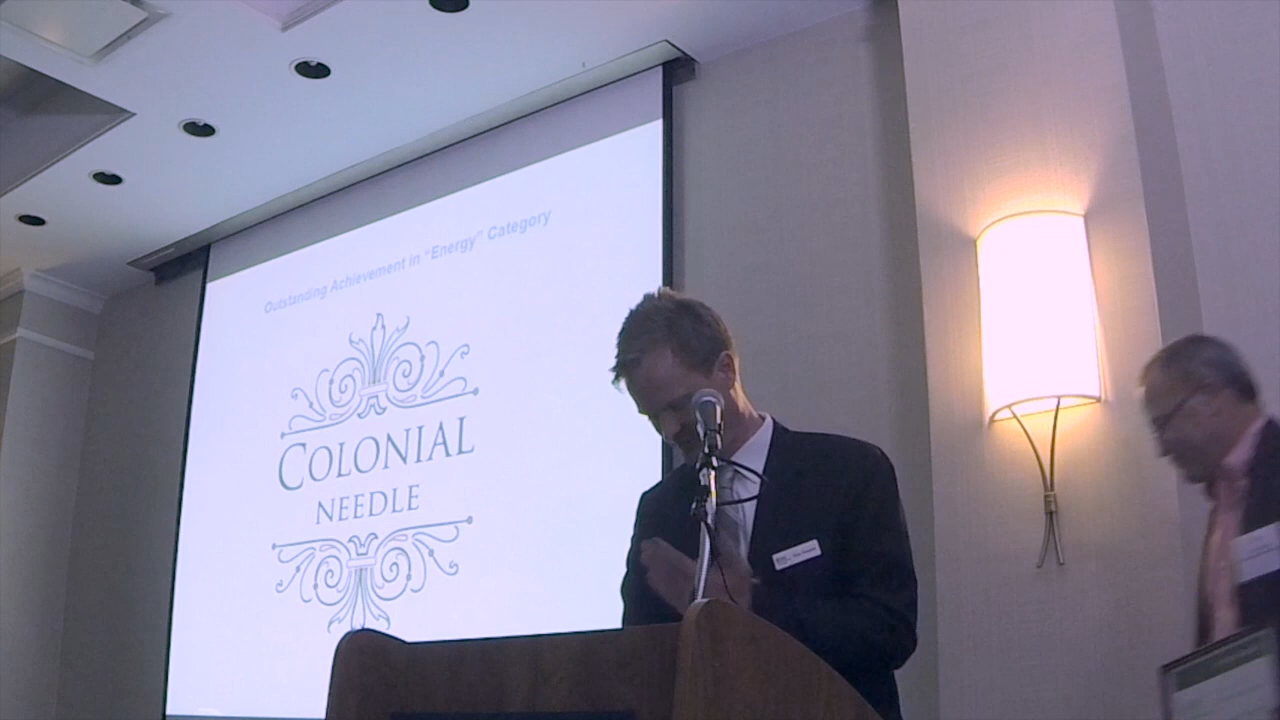 Outstanding Achievement in “Energy” Category
COLONIAL
NEEDLE